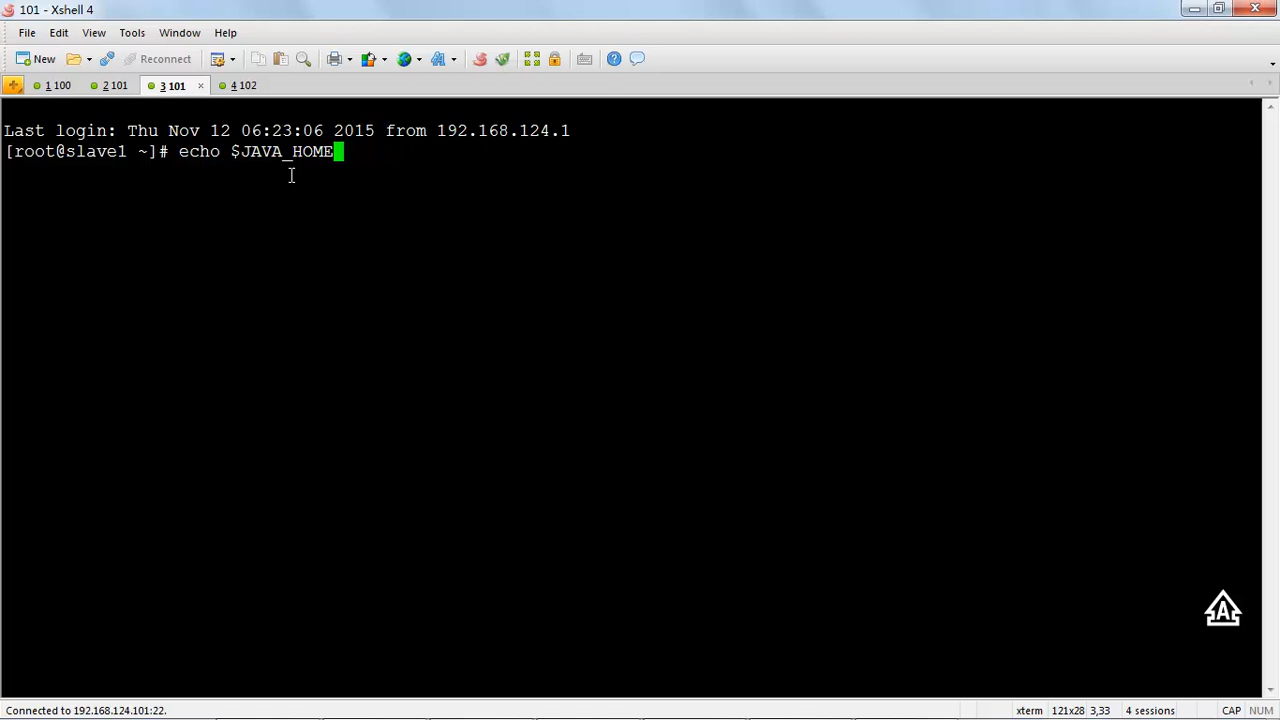 101 - Xshell 4
File Edit View Tools Window Help
New Reconnect
1 100 2 101 3 101 × 4 102
Last login: Thu Nov 12 06:23:06 2015 from 192.168.124.1
[root@slave1 ~]# echo $JAVA_HOME
A
Connected to 192.168.124.101:22. xterm 121x28 3,33 4 sessions CAP NUM